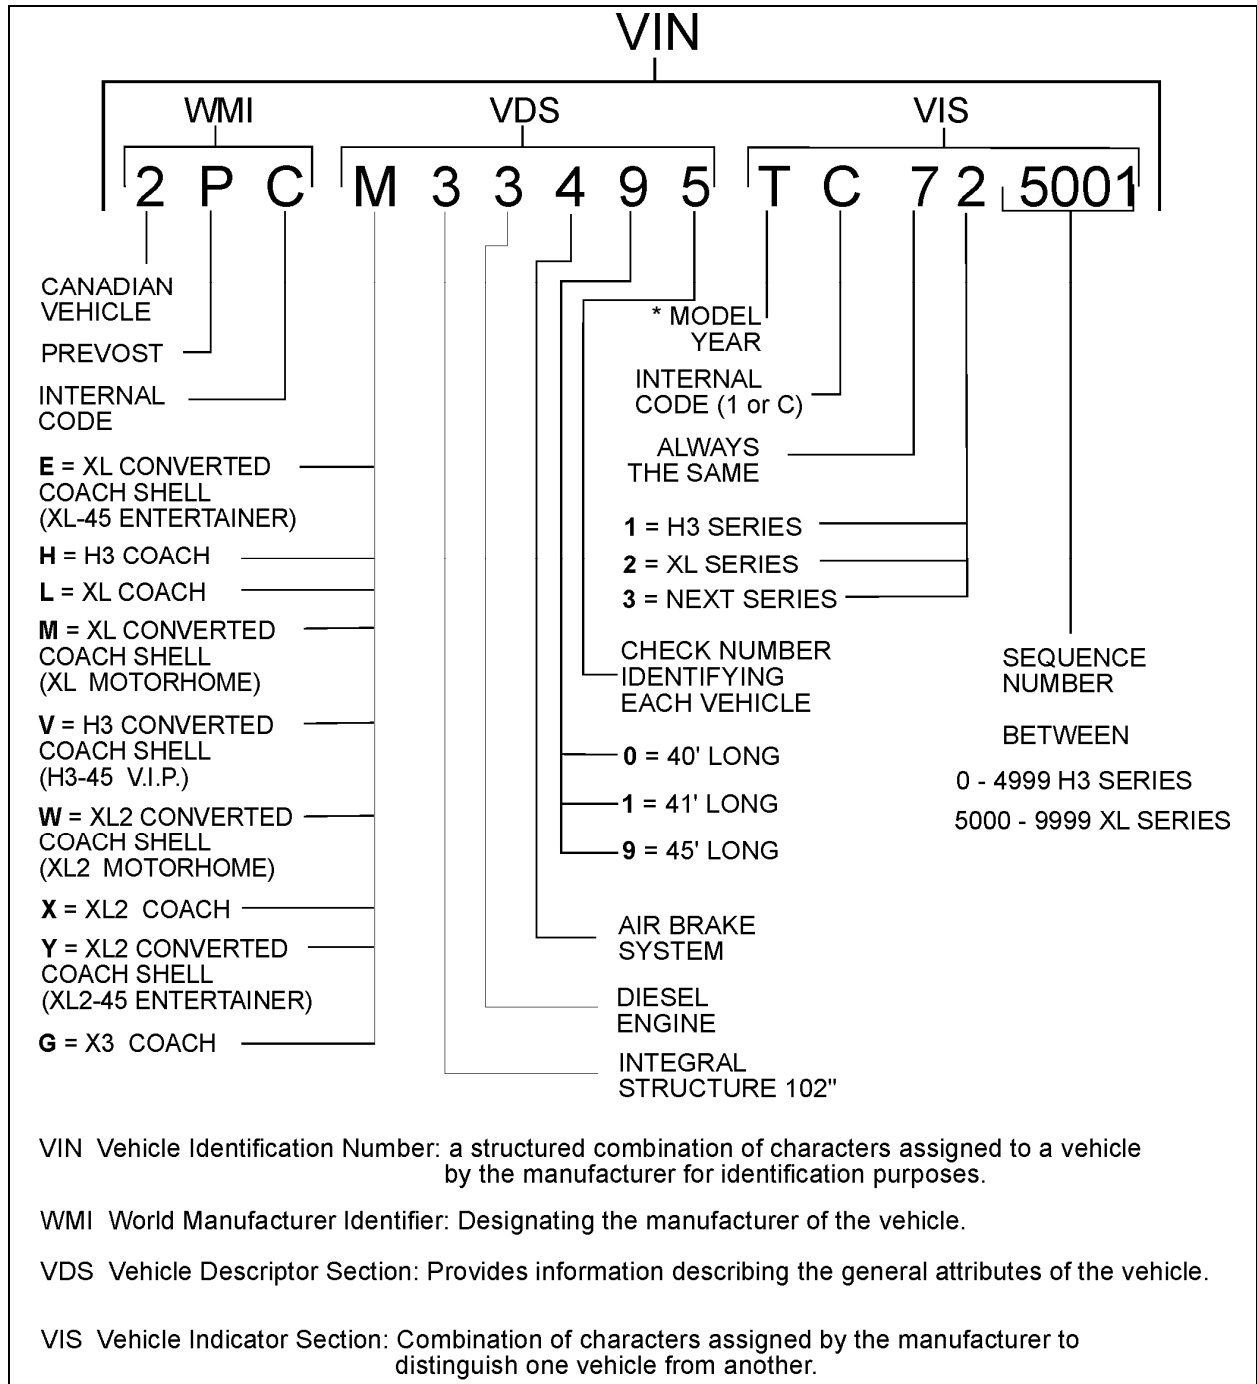 VIN
WMI VDS VIS
2 P C M 3 3 4 9 5 T C 7 2 5001
CANADIAN
VEHICLE
PREVOST
INTERNAL
CODE
E = XL CONVERTED
COACH SHELL
(XL-45 ENTERTAINER)
H = H3 COACH
L = XL COACH
M = XL CONVERTED
COACH SHELL
(XL MOTORHOME)
V = H3 CONVERTED
COACH SHELL
(H3-45 V.I.P.)
W = XL2 CONVERTED
COACH SHELL
(XL2 MOTORHOME)
X = XL2 COACH
Y = XL2 CONVERTED
COACH SHELL
(XL2-45 ENTERTAINER)
G = X3 COACH
* MODEL
YEAR
INTERNAL
CODE (1 or C)
ALWAYS
THE SAME
1 = H3 SERIES
2 = XL SERIES
3 = NEXT SERIES
CHECK NUMBER
IDENTIFYING
EACH VEHICLE
0 = 40' LONG
1 = 41' LONG
9 = 45' LONG
AIR BRAKE
SYSTEM
DIESEL
ENGINE
INTEGRAL
STRUCTURE 102"
SEQUENCE
NUMBER
BETWEEN
0 - 4999 H3 SERIES
5000 - 9999 XL SERIES
VIN Vehicle Identification Number: a structured combination of characters assigned to a vehicle
by the manufacturer for identification purposes.
WMI World Manufacturer Identifier: Designating the manufacturer of the vehicle.
VDS Vehicle Descriptor Section: Provides information describing the general attributes of the vehicle.
VIS Vehicle Indicator Section: Combination of characters assigned by the manufacturer to
distinguish one vehicle from another.